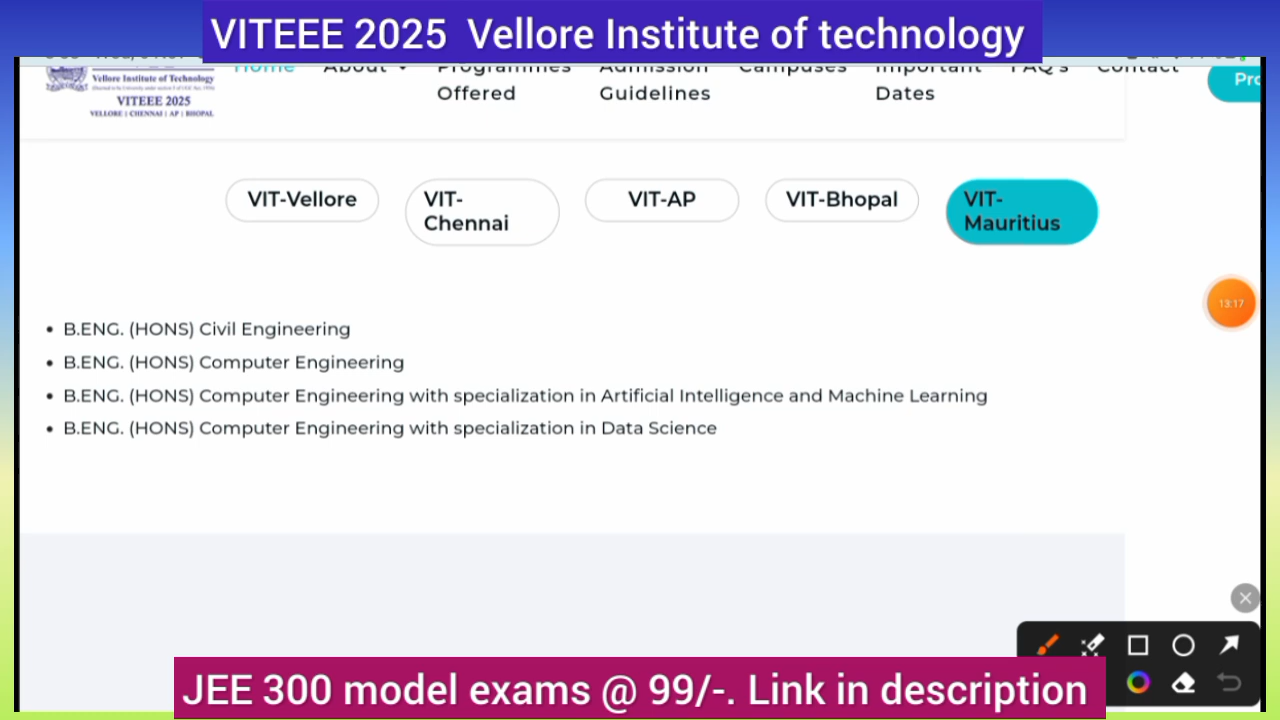 VITEEE 2025 Vellore Institute of technology
Home About Programmes Admission Campuses Important FAQ's Contact
Offered Guidelines Dates
Pro
Vellore Institute of Technology
VITEEE 2025
VELLORE | CHENNAI | AP | BHOPAL
VIT-Vellore VIT-Chennai VIT-AP VIT-Bhopal VIT-Mauritius
13:17
• B.ENG. (HONS) Civil Engineering
• B.ENG. (HONS) Computer Engineering
• B.ENG. (HONS) Computer Engineering with specialization in Artificial Intelligence and Machine Learning
• B.ENG. (HONS) Computer Engineering with specialization in Data Science
JEE 300 model exams @ 99/-. Link in description